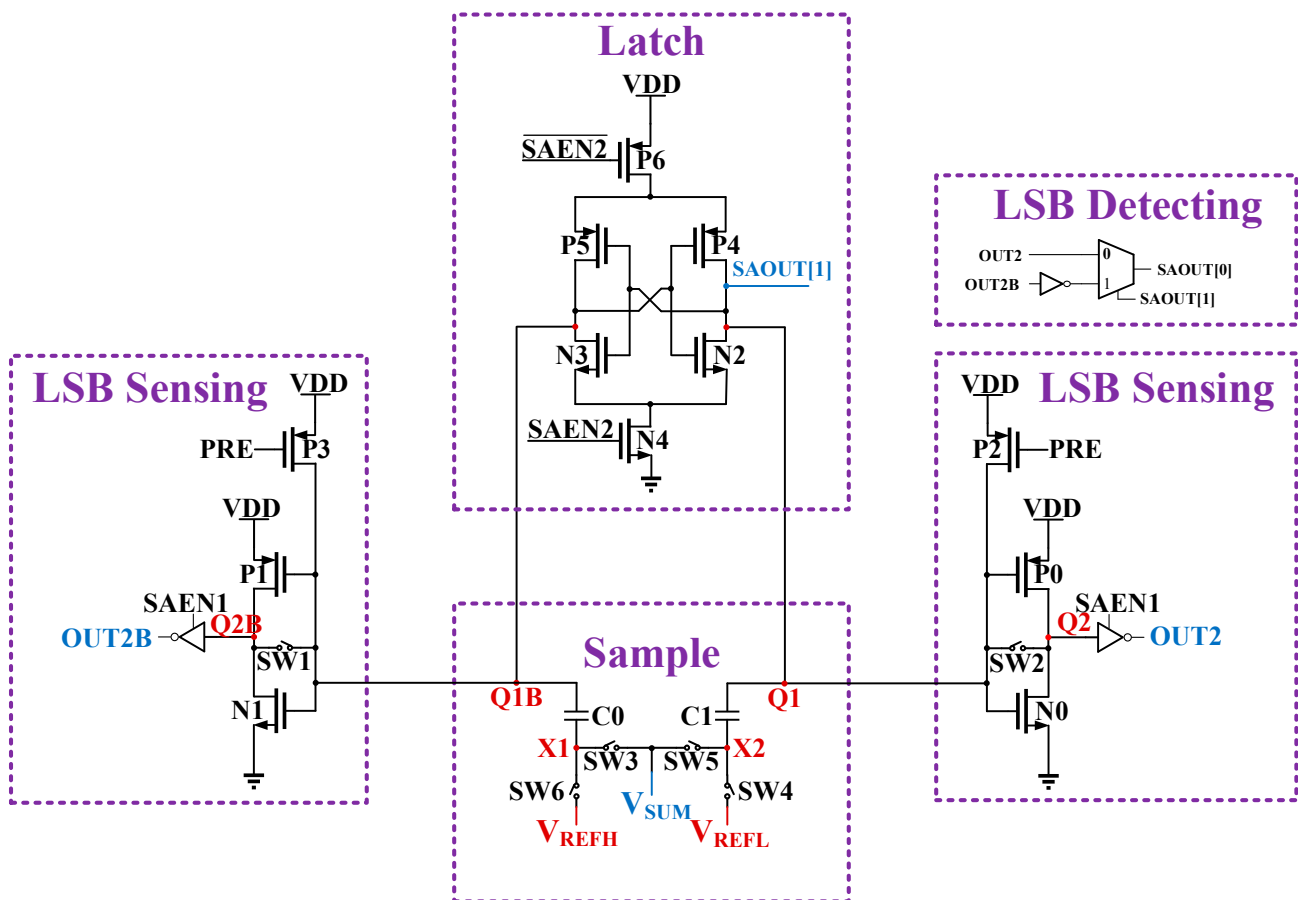 Latch
VDD
SAEN2
P6
P5
P4
SAOUT[1]
N3
N2
SAEN2
N4
LSB Detecting
OUT2
0
SAOUT[0]
OUT2B
1
SAOUT[1]
LSB Sensing
VDD
PRE
P3
VDD
P1
SAEN1
OUT2B
Q2B
SW1
N1
LSB Sensing
VDD
P2
PRE
VDD
P0
SAEN1
Q2
OUT2
SW2
N0
Sample
Q1B
Q1
C0
C1
X1
SW3
SW5
X2
SW6
SW4
VREFH
VSUM
VREFL